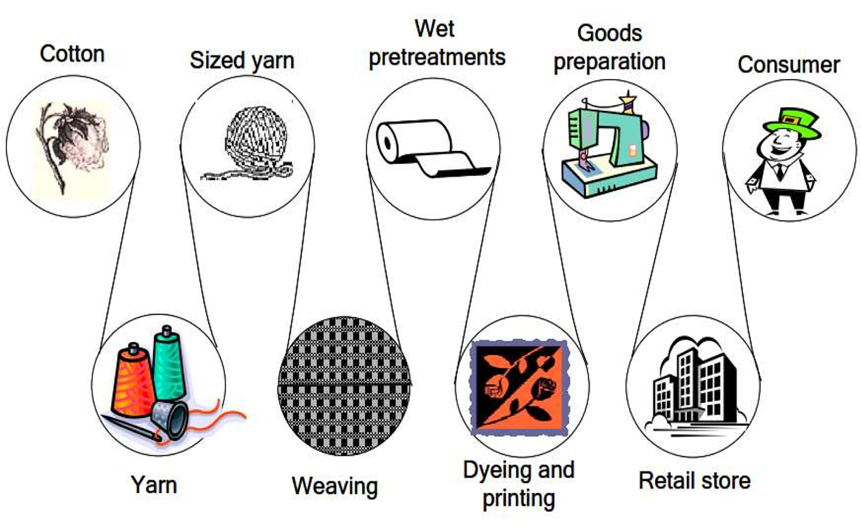 Cotton
Sized yarn
Wet
pretreatments
Goods
preparation
Consumer
Yarn
Weaving
Dyeing and
printing
Retail store